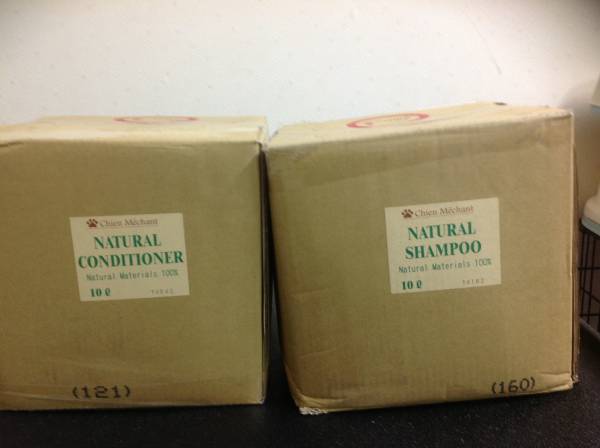 Chien Méchant
NATURAL
CONDITIONER
Natural Materials 100%
10 ℓ
(121)
Chien Méchant
NATURAL
SHAMPOO
Natural Materials 100%
10 ℓ
(160)